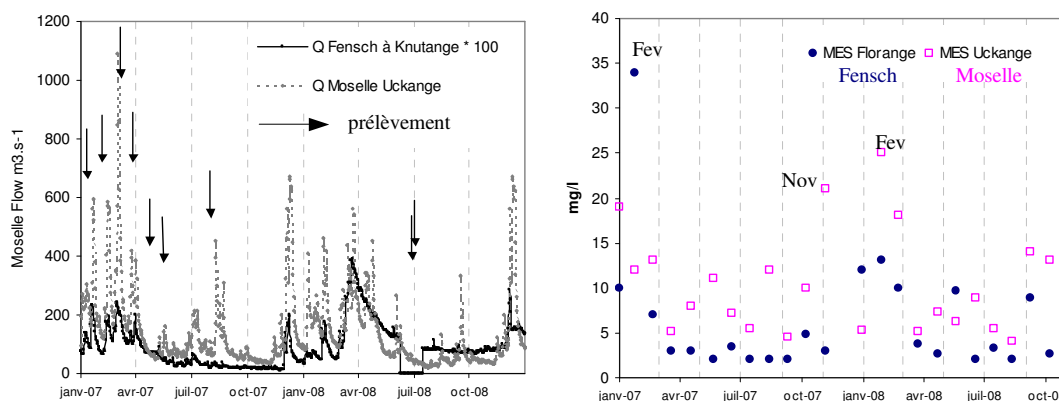 Moselle Flow m3.s-1
1200
1000
800
600
400
200
0
Q Fensch à Knutange * 100
Q Moselle Uckange
prélèvement
janv-07 avr-07 juil-07 oct-07 janv-08 avr-08 juil-08 oct-08
mg/l
40
35
30
25
20
15
10
5
0
MES Florange MES Uckange
Fensch Moselle
Fev
Fev
Nov
janv-07 avr-07 juil-07 oct-07 janv-08 avr-08 juil-08 oct-0